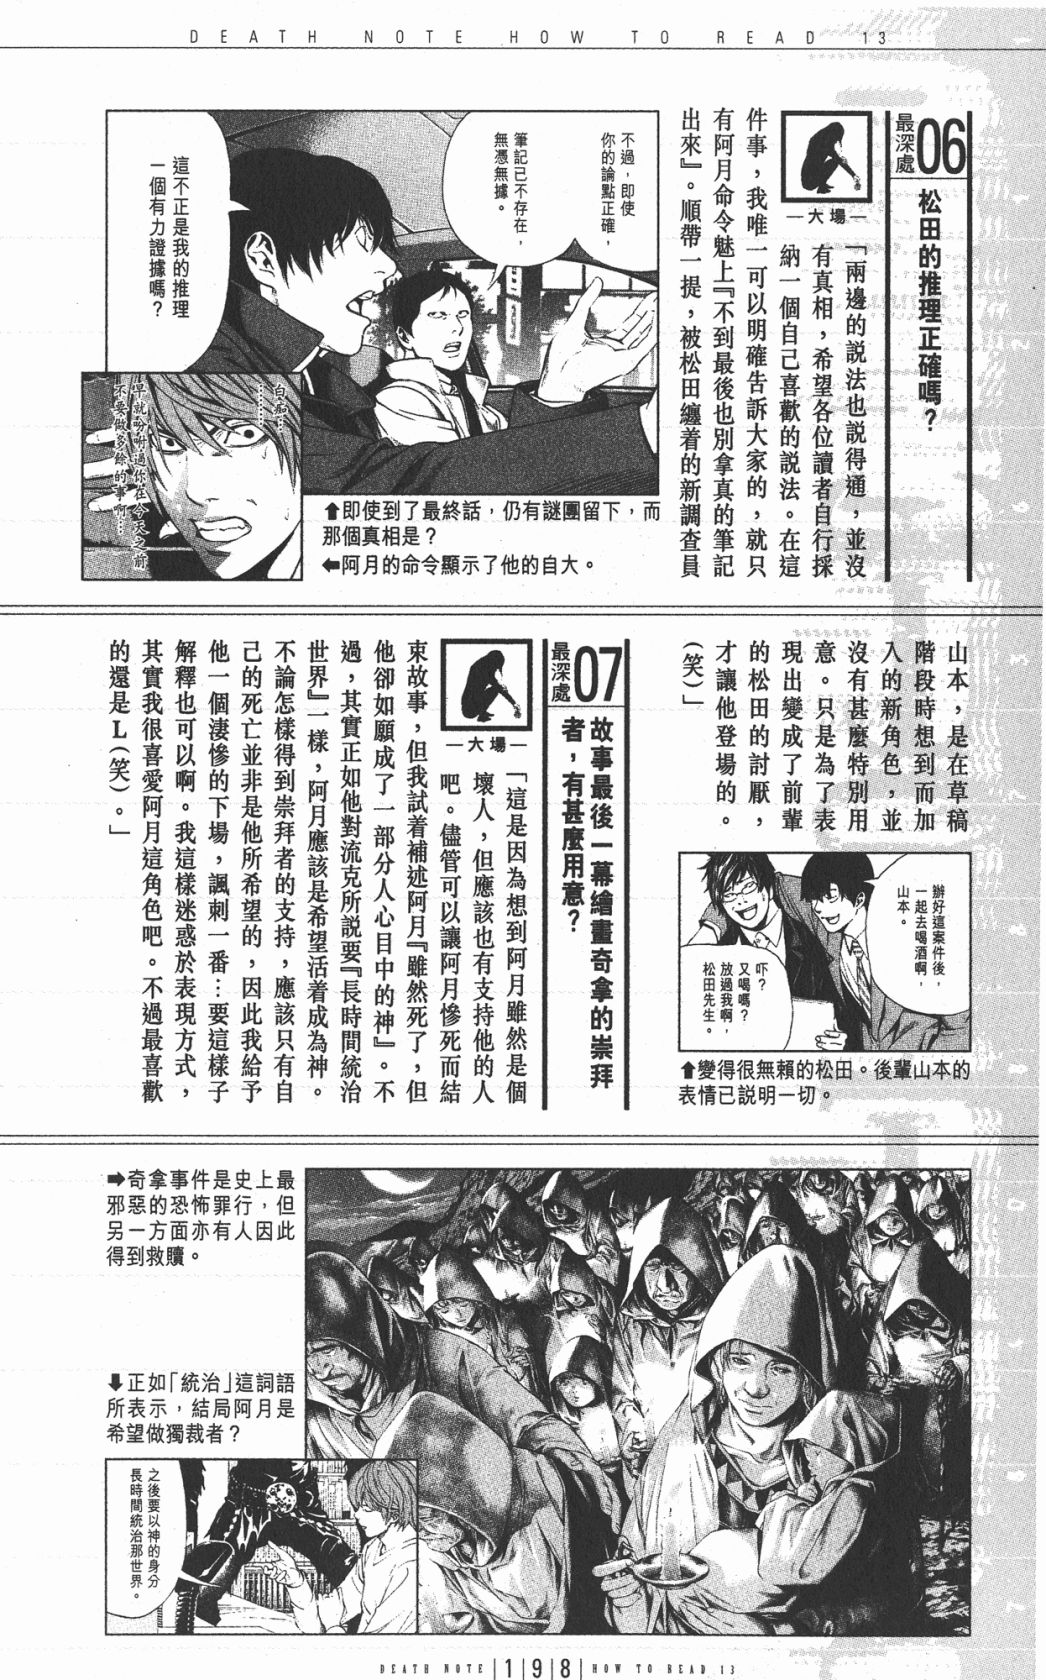 DEATH NOTE HOW TO READ 13
最深處06
松田的推理正確嗎？
大場
「兩邊的説法也説得通，並沒
有真相，希望各位讀者自行採
納一個自己喜歡的説法。在這
件事，我唯一可以明確告訴大家的，就只
有阿月命令魅上『不到最後也別拿真的筆記
出來』。順帶一提，被松田纏着的新調查員
不過，即使
你的論點正確，
筆記已不存在，
無憑無據。
這不正是我的推理
一個有力證據嗎？
白痴…
………
早就吩咐過你在今天之前
不要做多餘的事啊…
⬆即使到了最終話，仍有謎團留下，而
那個真相是？
⬅阿月的命令顯示了他的自大。
山本，是在草稿
階段時想到而加
入的新角色，並
沒有甚麼特別用
意。只是為了表
現出變成了前輩
的松田的討厭，
才讓他登場的。
（笑）」
辦好這案件後，
一起去喝酒啊，
山本。
吓？
又喝嗎？
放過我啊，
松田先生。
⬆變得很無賴的松田。後輩山本的
表情已説明一切。
最深處07
故事最後一幕繪畫奇拿的崇拜
者，有甚麼用意？
大場
「這是因為想到阿月雖然是個
壞人，但應該也有支持他的人
吧。儘管可以讓阿月慘死而結
束故事，但我試着補述阿月『雖然死了，但
他卻如願成了一部分人心目中的神』。不
過，其實正如他對流克所説要『長時間統治
世界』一樣，阿月應該是希望活着成為神。
不論怎樣得到崇拜者的支持，應該只有自
己的死亡並非是他所希望的，因此我給予
他一個淒慘的下場，諷刺一番…要這樣子
解釋也可以啊。我這樣迷惑於表現方式，
其實我很喜愛阿月這角色吧。不過最喜歡
的還是L（笑）。」
➡奇拿事件是史上最
邪惡的恐怖罪行，但
另一方面亦有人因此
得到救贖。
⬇正如「統治」這詞語
所表示，結局阿月是
希望做獨裁者？
之後要以神的身分
長時間統治那世界。
DEATH NOTE |198| HOW TO READ 13